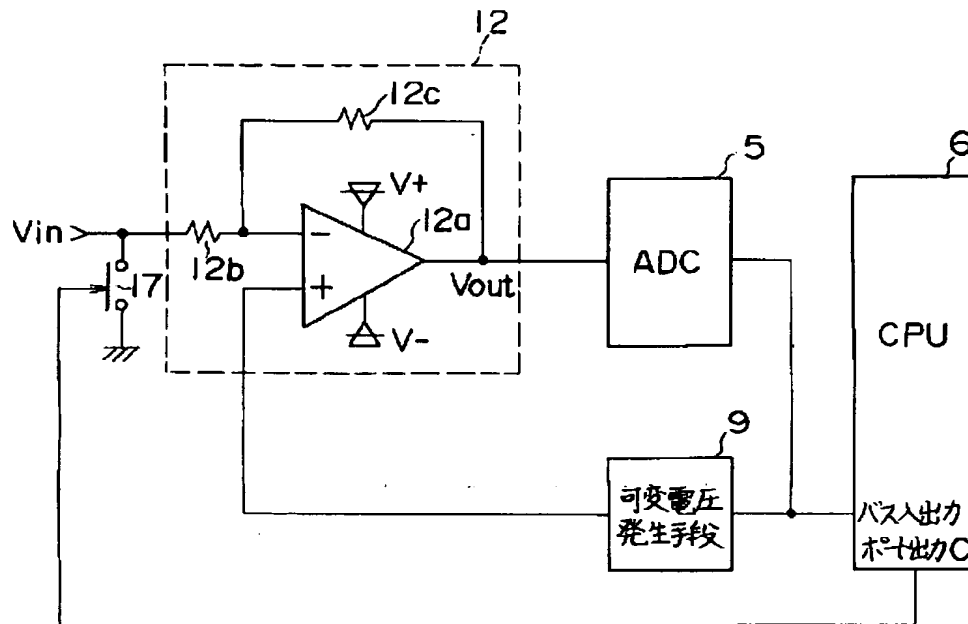 12
12c
5
6
V+
12a
Vin
12b
Vout
ADC
17
V-
CPU
9
可変電圧
発生手段
バス入出力
ポート出力C